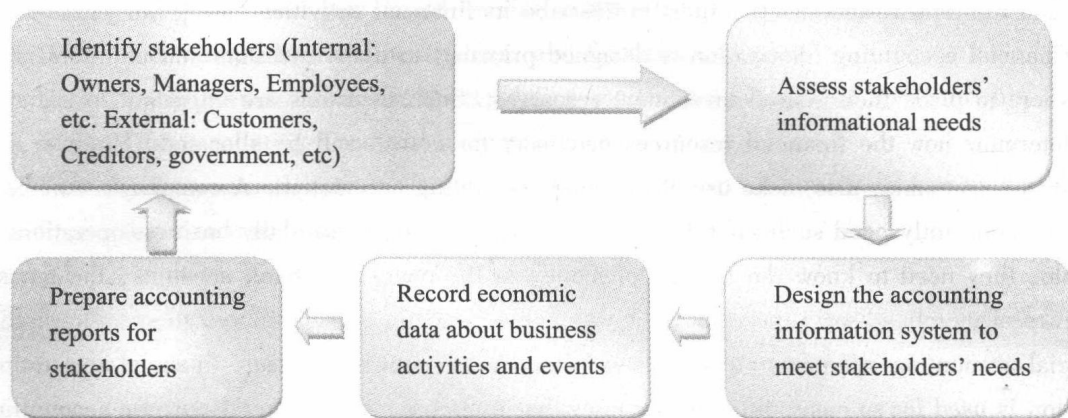 Identify stakeholders (Internal:
Owners, Managers, Employees,
etc. External: Customers,
Creditors, government, etc)
Assess stakeholders’
informational needs
Design the accounting
information system to
meet stakeholders’ needs
Record economic
data about business
activities and events
Prepare accounting
reports for
stakeholders